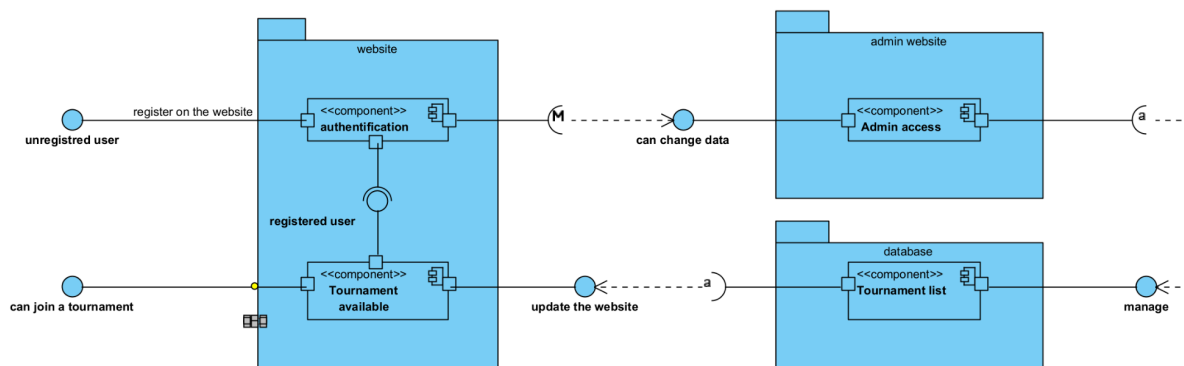 website
admin website
register on the website
<<component>>
authentification
M
<<component>>
Admin access
a
unregistred user
can change data
registered user
database
<<component>>
Tournament
available
a
<<component>>
Tournament list
can join a tournament
update the website
manage